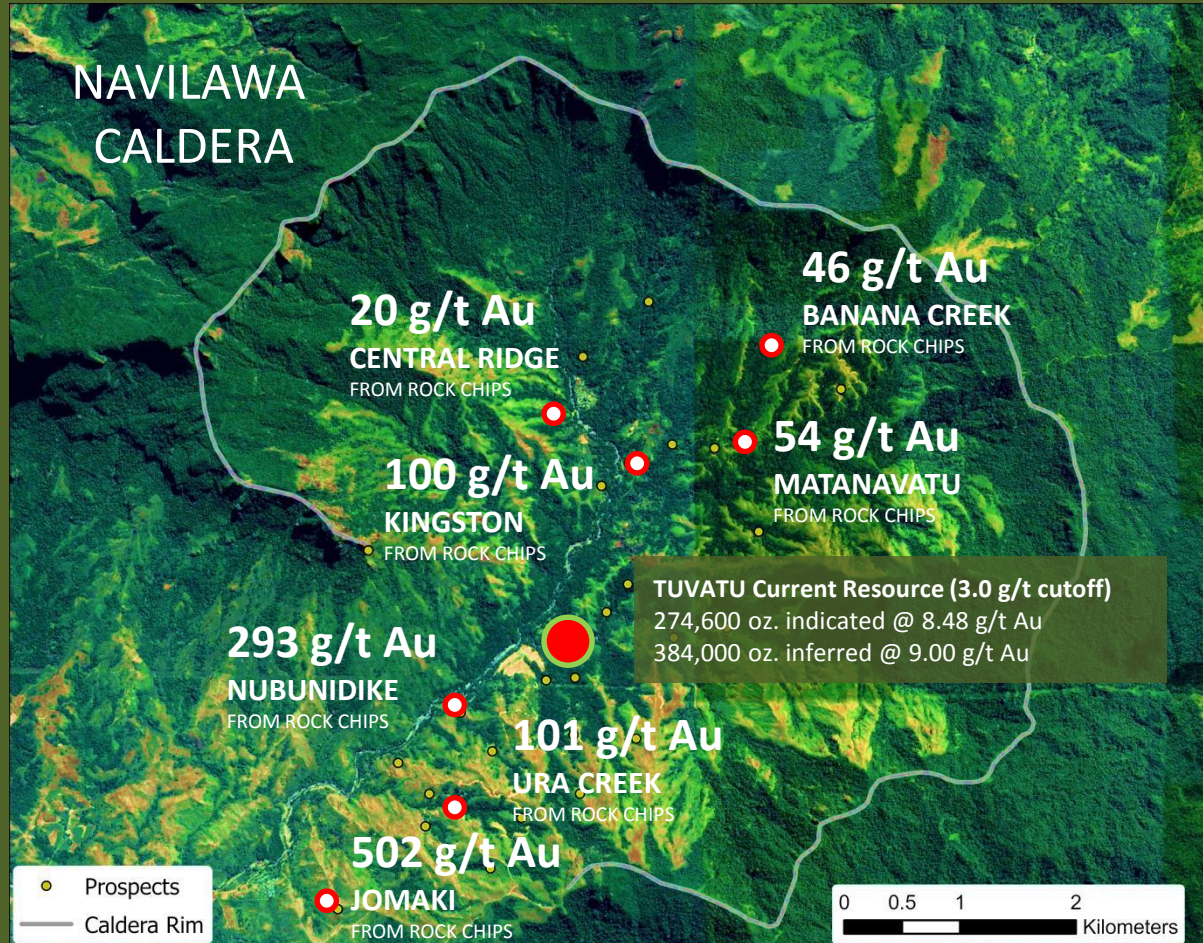 NAVILAWA
CALDERA
46 g/t Au
BANANA CREEK
FROM ROCK CHIPS
20 g/t Au
CENTRAL RIDGE
FROM ROCK CHIPS
54 g/t Au
MATANAVATU
FROM ROCK CHIPS
100 g/t Au
KINGSTON
FROM ROCK CHIPS
TUVATU Current Resource (3.0 g/t cutoff)
274,600 oz. indicated @ 8.48 g/t Au
384,000 oz. inferred @ 9.00 g/t Au
293 g/t Au
NUBUNIDIKE
FROM ROCK CHIPS
101 g/t Au
URA CREEK
FROM ROCK CHIPS
502 g/t Au
JOMAKI
FROM ROCK CHIPS
Prospects
Caldera Rim
0 0.5 1 2
Kilometers